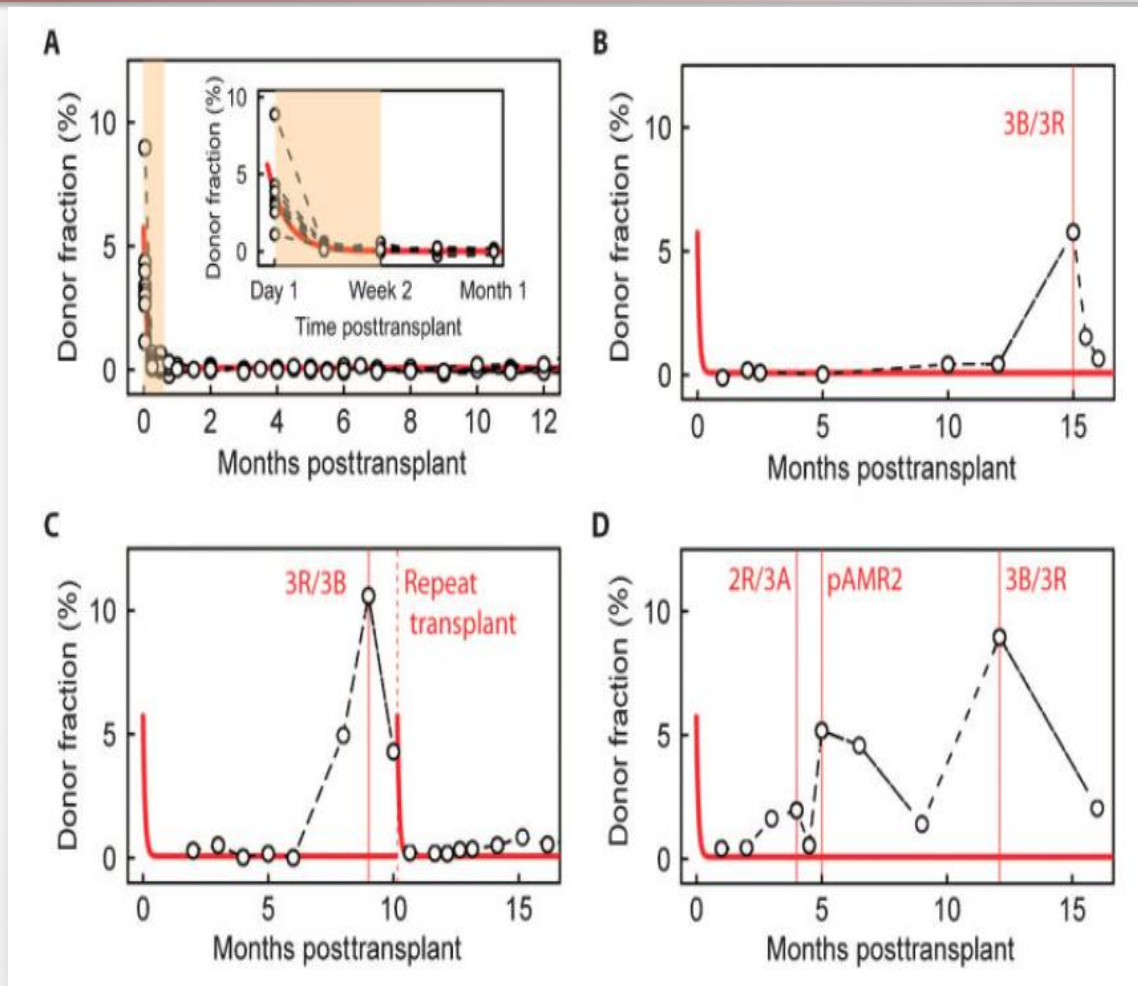 A
Donor fraction (%)
10
5
0
0 2 4 6 8 10 12
Months posttransplant
Donor fraction (%)
10
5
0
Day 1 Week 2 Month 1
Time posttransplant
B
Donor fraction (%)
10
5
0
3B/3R
0 5 10 15
Months posttransplant
C
Donor fraction (%)
10
5
0
3R/3B
Repeat
transplant
0 5 10 15
Months posttransplant
D
Donor fraction (%)
10
5
0
2R/3A
pAMR2
3B/3R
0 5 10 15
Months posttransplant